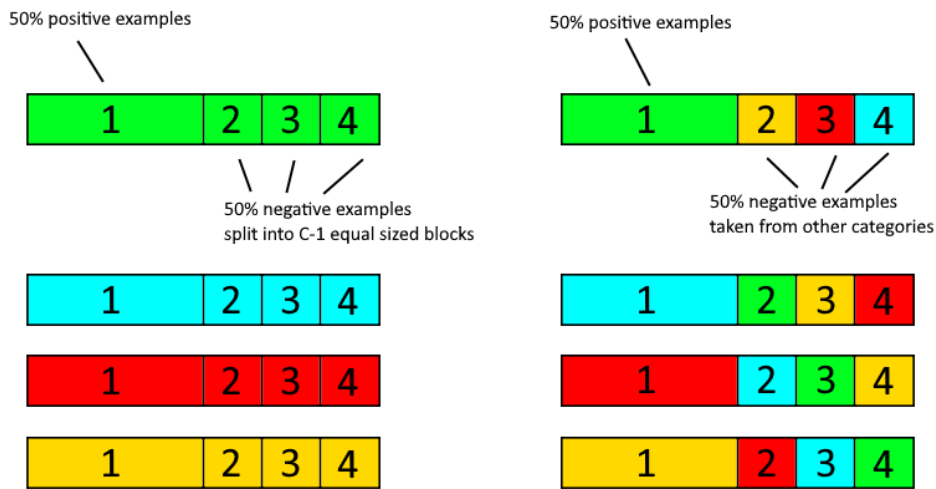 50% positive examples
50% positive examples
1 2 3 4
1 2 3 4
50% negative examples
split into C-1 equal sized blocks
50% negative examples
taken from other categories
1 2 3 4
1 2 3 4
1 2 3 4
1 2 3 4
1 2 3 4
1 2 3 4